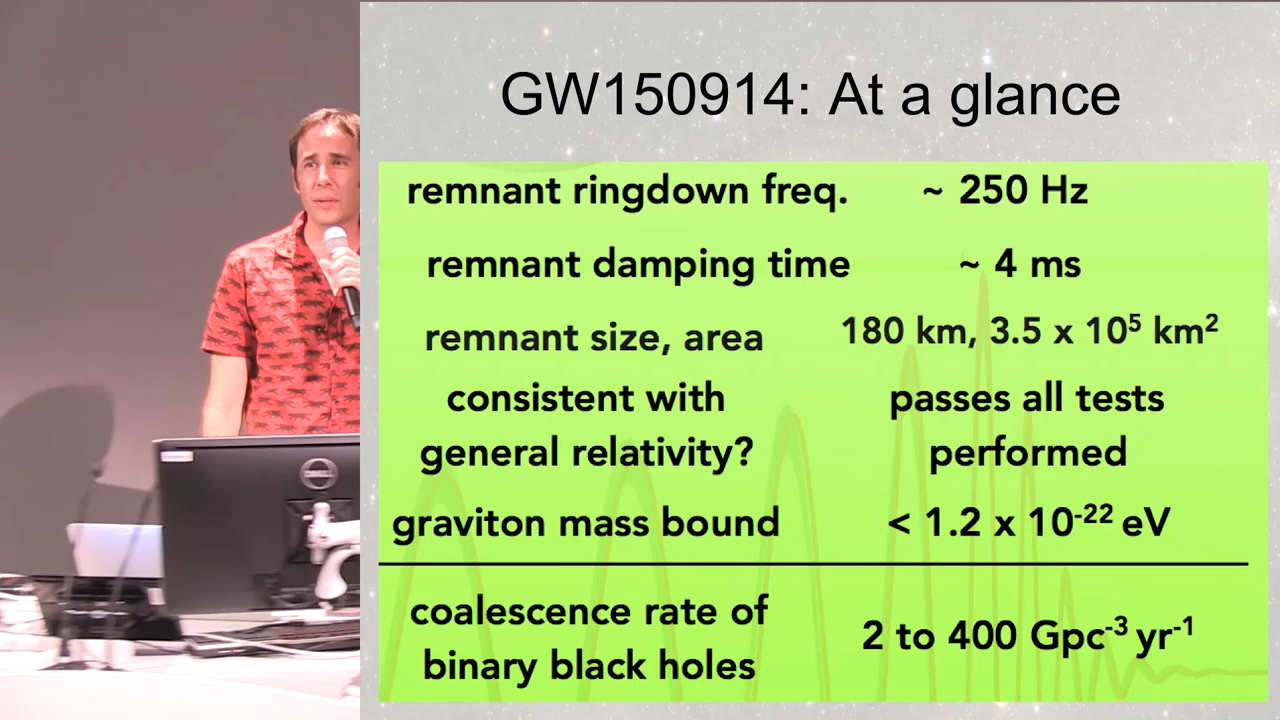 GW150914: At a glance
remnant ringdown freq. ~ 250 Hz
remnant damping time ~ 4 ms
remnant size, area 180 km, 3.5 x 10⁵ km²
consistent with
general relativity?
passes all tests
performed
graviton mass bound < 1.2 x 10⁻²² eV
coalescence rate of
binary black holes
2 to 400 Gpc⁻³ yr⁻¹
DELL